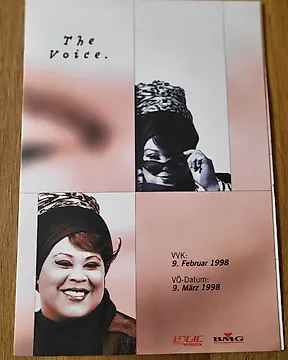 The
Voice.
VVK:
9. Februar 1998
VÖ-Datum:
9. März 1998
LOGIC
BMG